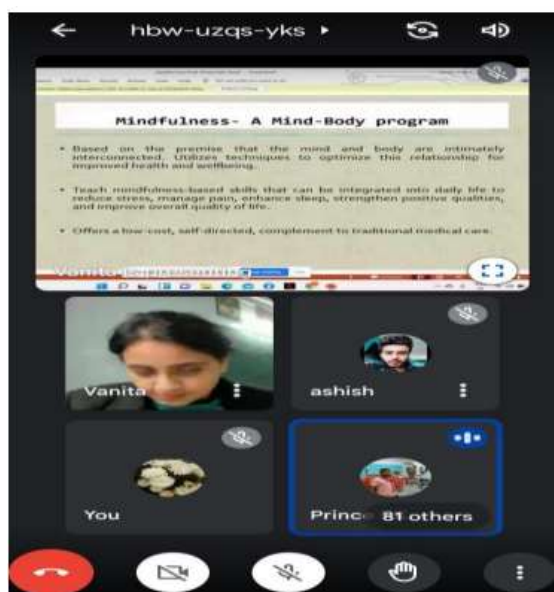 hbw-uzqs-yks
Mindfulness- A Mind-Body program
• Based on the premise that the mind and body are intimately
interconnected. Utilizes techniques to optimize this relationship for
improved health and wellbeing.
• Teach mindfulness-based skills that can be integrated into daily life to
reduce stress, manage pain, enhance sleep, strengthen positive qualities,
and improve overall quality of life.
• Offers a low-cost, self-directed, complement to traditional medical care.
Vanita
Vanita
ashish
You
Princ 81 others